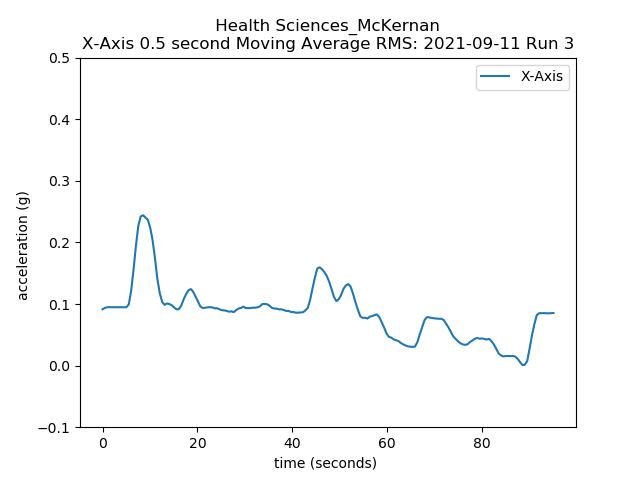 Health Sciences_McKernan
X-Axis 0.5 second Moving Average RMS: 2021-09-11 Run 3
X-Axis
0.5
0.4
0.3
0.2
0.1
0.0
−0.1
acceleration (g)
0 20 40 60 80
time (seconds)